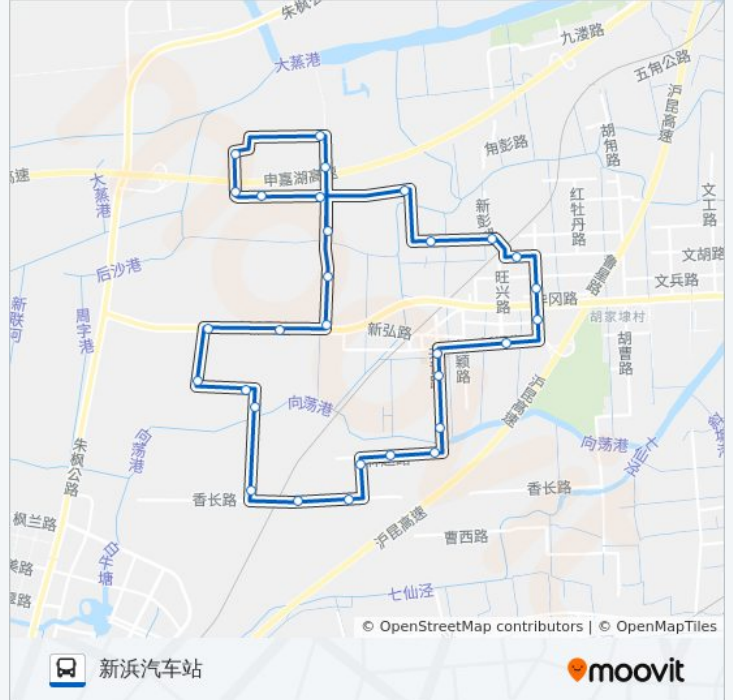 朱枫公
大蒸港
九溇路
五角公路
沪昆高速
角彭路
胡角路
高速
大蒸港
申嘉湖高
红牡丹路
文工路
新彭
文胡路
后沙港
旺兴路
鲁星路
文兵路
新联河
周字港
新弘路
胡家埭村
颖路
胡曹路
向荡港
沪昆高速
向荡港
向荡港
七仙泾
朱枫公路
香长路
香长路
枫兰路
沪昆高速
曹西路
白牛塘
美路
七仙泾
© OpenStreetMap contributors | © OpenMapTiles
新浜汽车站
moovit